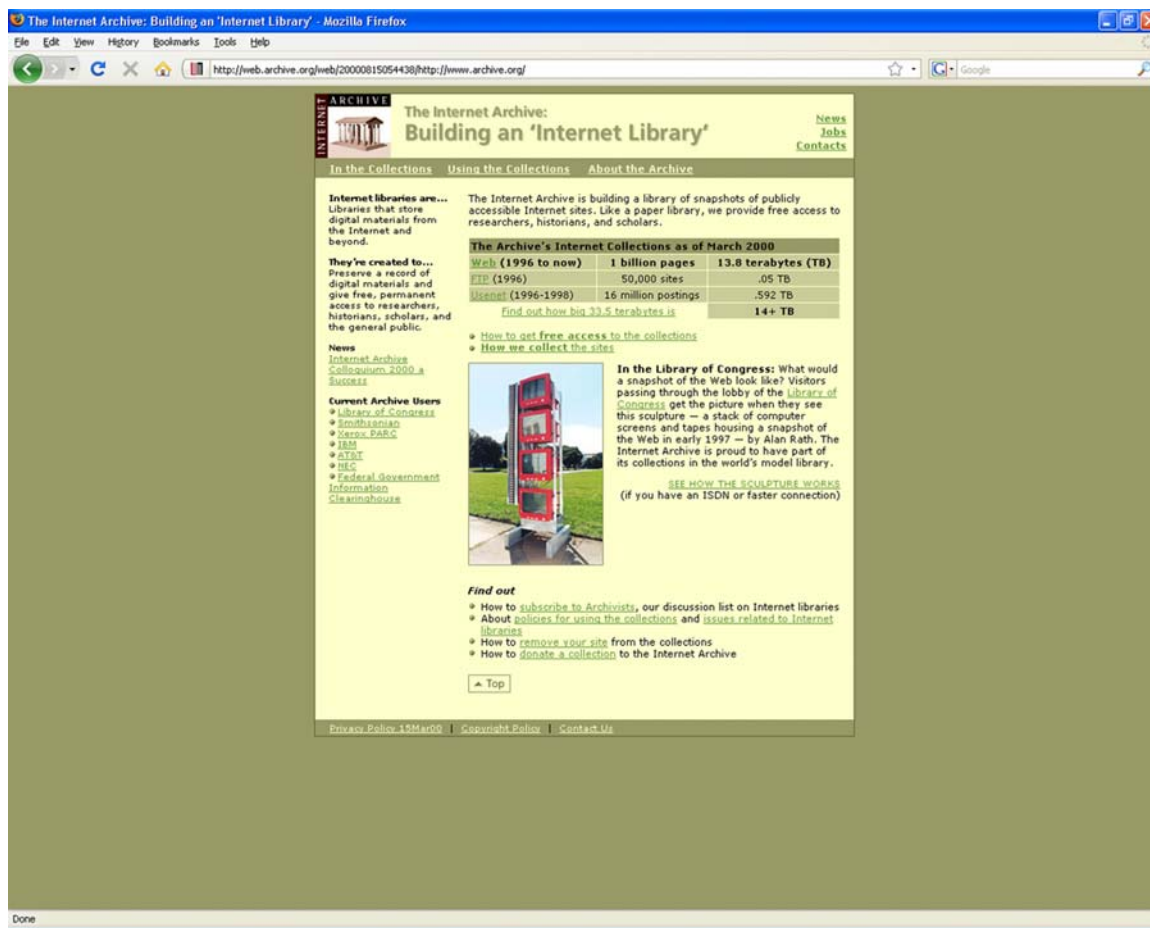 The Internet Archive: Building an 'Internet Library' - Mozilla Firefox
File Edit View History Bookmarks Tools Help
http://web.archive.org/web/20000815054438/http://www.archive.org/
Google
INTERNET ARCHIVE
The Internet Archive:
Building an 'Internet Library'
News
Jobs
Contacts
In the Collections Using the Collections About the Archive
Internet libraries are...
Libraries that store
digital materials from
the Internet and
beyond.
They're created to...
Preserve a record of
digital materials and
give free, permanent
access to researchers,
historians, scholars, and
the general public.
News
Internet Archive
Colloquium 2000 a
Success
Current Archive Users
Library of Congress
Smithsonian
Xerox PARC
IBM
AT&T
NEC
Federal Government
Information
Clearinghouse
The Internet Archive is building a library of snapshots of publicly
accessible Internet sites. Like a paper library, we provide free access to
researchers, historians, and scholars.
The Archive's Internet Collections as of March 2000
Web (1996 to now) 1 billion pages 13.8 terabytes (TB)
FTP (1996) 50,000 sites .05 TB
Usenet (1996-1998) 16 million postings .592 TB
Find out how big 33.5 terabytes is 14+ TB
How to get free access to the collections
How we collect the sites
In the Library of Congress: What would
a snapshot of the Web look like? Visitors
passing through the lobby of the Library of
Congress get the picture when they see
this sculpture — a stack of computer
screens and tapes housing a snapshot of
the Web in early 1997 — by Alan Rath. The
Internet Archive is proud to have part of
its collections in the world's model library.
SEE HOW THE SCULPTURE WORKS
(if you have an ISDN or faster connection)
Find out
How to subscribe to Archivists, our discussion list on Internet libraries
About policies for using the collections and issues related to Internet
libraries
How to remove your site from the collections
How to donate a collection to the Internet Archive
Top
Privacy Policy 15Mar00 | Copyright Policy | Contact Us
Done